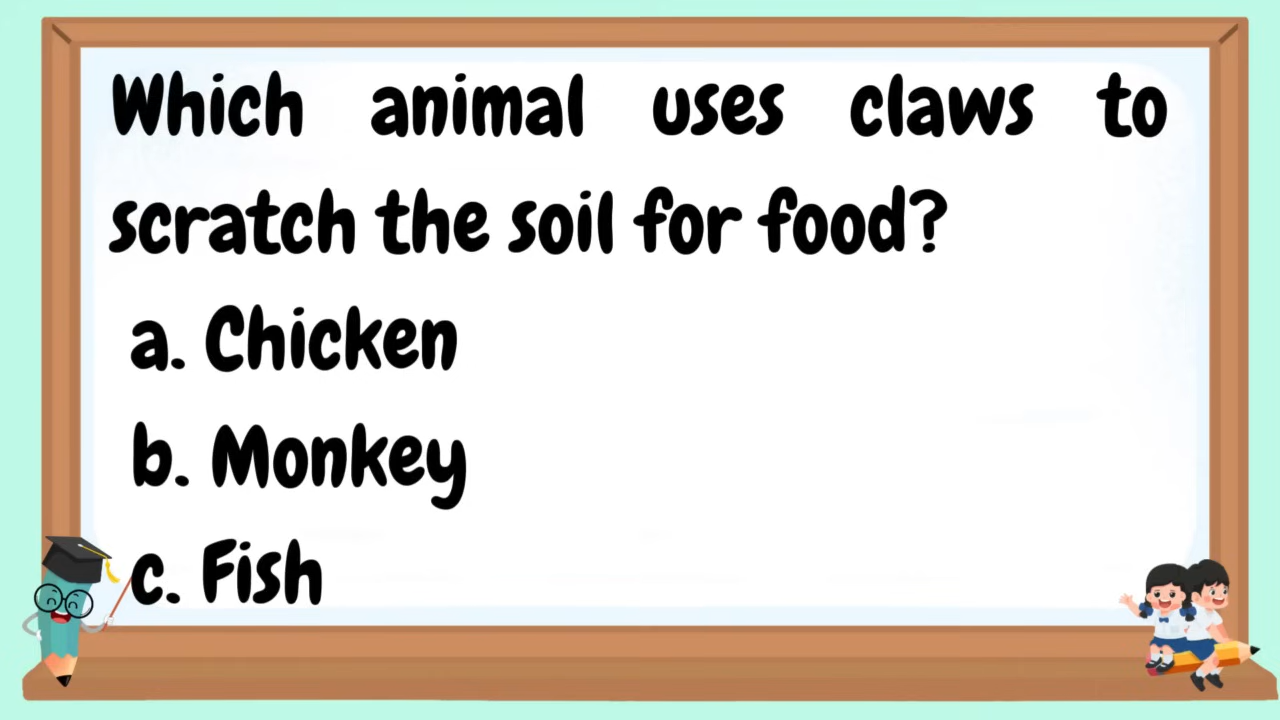 Which animal uses claws to
scratch the soil for food?
a. Chicken
b. Monkey
c. Fish